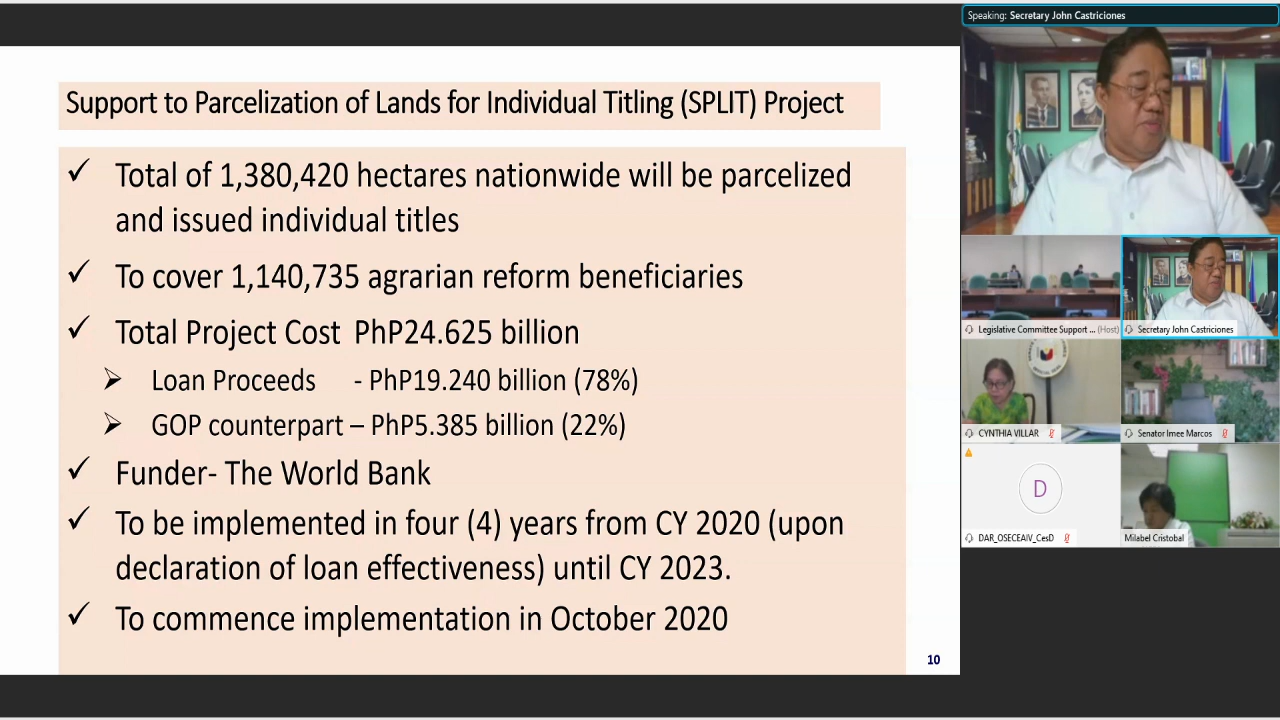 Speaking: Secretary John Castriciones
Support to Parcelization of Lands for Individual Titling (SPLIT) Project
✓ Total of 1,380,420 hectares nationwide will be parcelized
and issued individual titles
✓ To cover 1,140,735 agrarian reform beneficiaries
✓ Total Project Cost PhP24.625 billion
➢ Loan Proceeds - PhP19.240 billion (78%)
➢ GOP counterpart – PhP5.385 billion (22%)
✓ Funder- The World Bank
✓ To be implemented in four (4) years from CY 2020 (upon
declaration of loan effectiveness) until CY 2023.
✓ To commence implementation in October 2020
10
Legislative Committee Support ... (Host)
Secretary John Castriciones
CYNTHIA VILLAR
Senator Imee Marcos
D
DAR_OSECEAIV_CesD
Milabel Cristobal